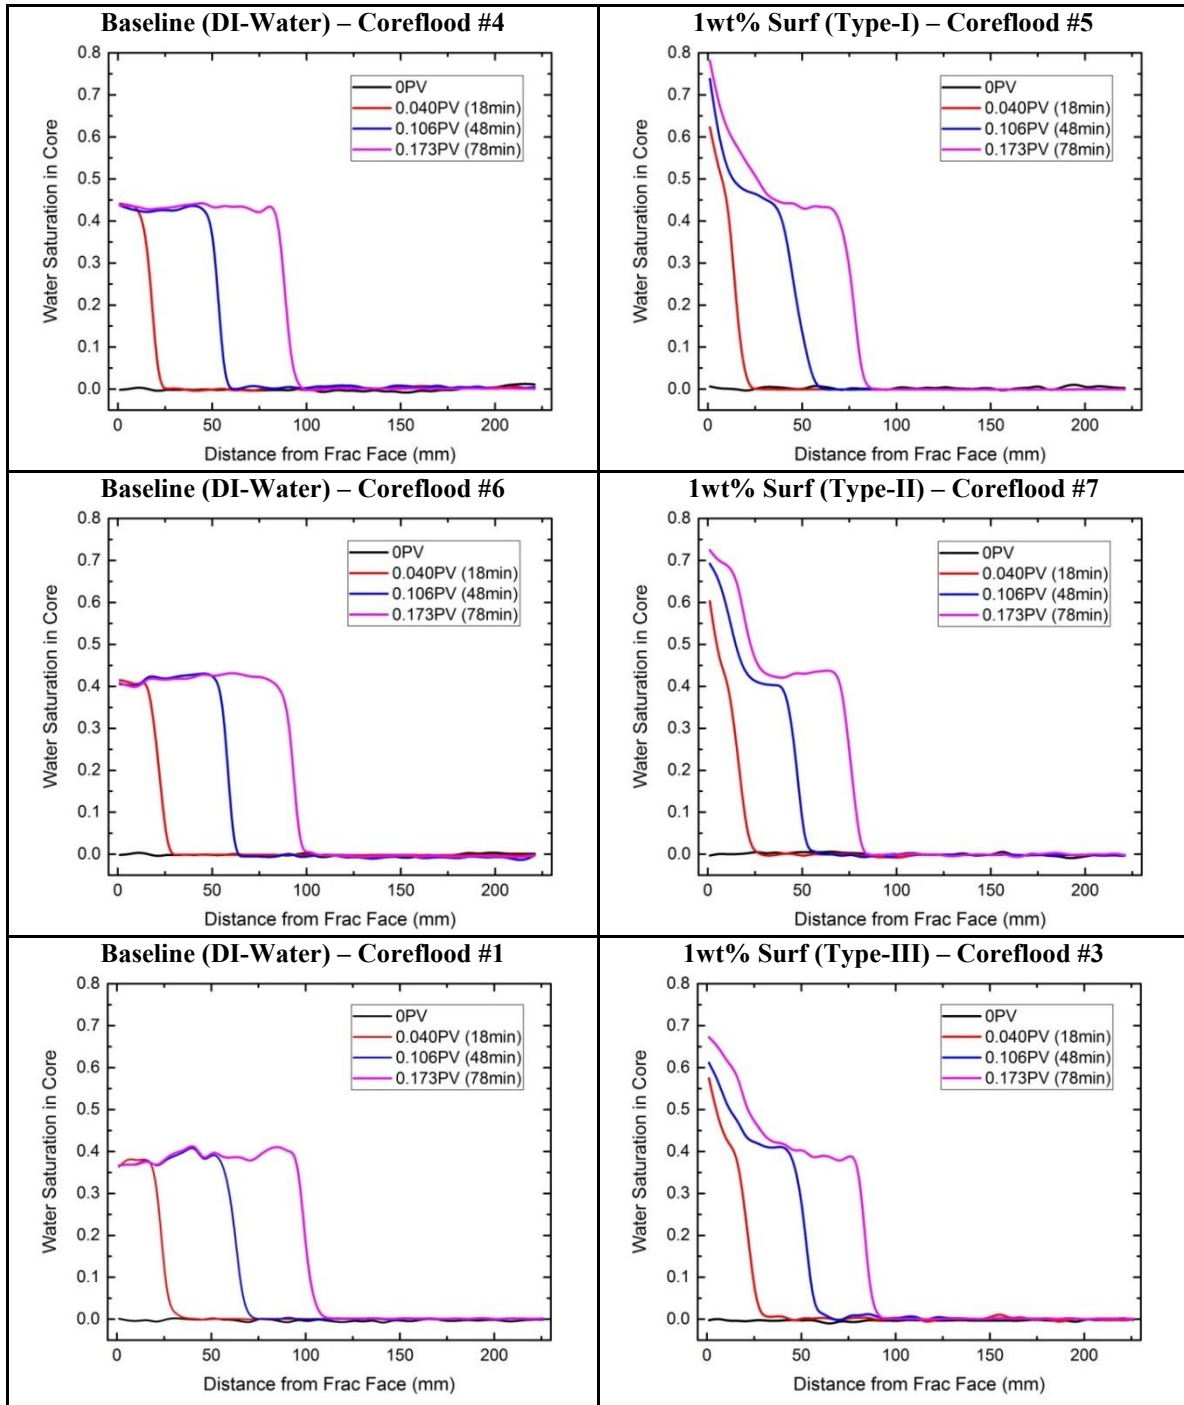 Baseline (DI-Water) – Coreflood #4
0.8
0.7
0.6
0.5
0.4
0.3
0.2
0.1
0.0
Water Saturation in Core
0PV
0.040PV (18min)
0.106PV (48min)
0.173PV (78min)
0 50 100 150 200
Distance from Frac Face (mm)
1wt% Surf (Type-I) – Coreflood #5
0.8
0.7
0.6
0.5
0.4
0.3
0.2
0.1
0.0
Water Saturation in Core
0PV
0.040PV (18min)
0.106PV (48min)
0.173PV (78min)
0 50 100 150 200
Distance from Frac Face (mm)
Baseline (DI-Water) – Coreflood #6
0.8
0.7
0.6
0.5
0.4
0.3
0.2
0.1
0.0
Water Saturation in Core
0PV
0.040PV (18min)
0.106PV (48min)
0.173PV (78min)
0 50 100 150 200
Distance from Frac Face (mm)
1wt% Surf (Type-II) – Coreflood #7
0.8
0.7
0.6
0.5
0.4
0.3
0.2
0.1
0.0
Water Saturation in Core
0PV
0.040PV (18min)
0.106PV (48min)
0.173PV (78min)
0 50 100 150 200
Distance from Frac Face (mm)
Baseline (DI-Water) – Coreflood #1
0.8
0.7
0.6
0.5
0.4
0.3
0.2
0.1
0.0
Water Saturation in Core
0PV
0.040PV (18min)
0.106PV (48min)
0.173PV (78min)
0 50 100 150 200
Distance from Frac Face (mm)
1wt% Surf (Type-III) – Coreflood #3
0.8
0.7
0.6
0.5
0.4
0.3
0.2
0.1
0.0
Water Saturation in Core
0PV
0.040PV (18min)
0.106PV (48min)
0.173PV (78min)
0 50 100 150 200
Distance from Frac Face (mm)